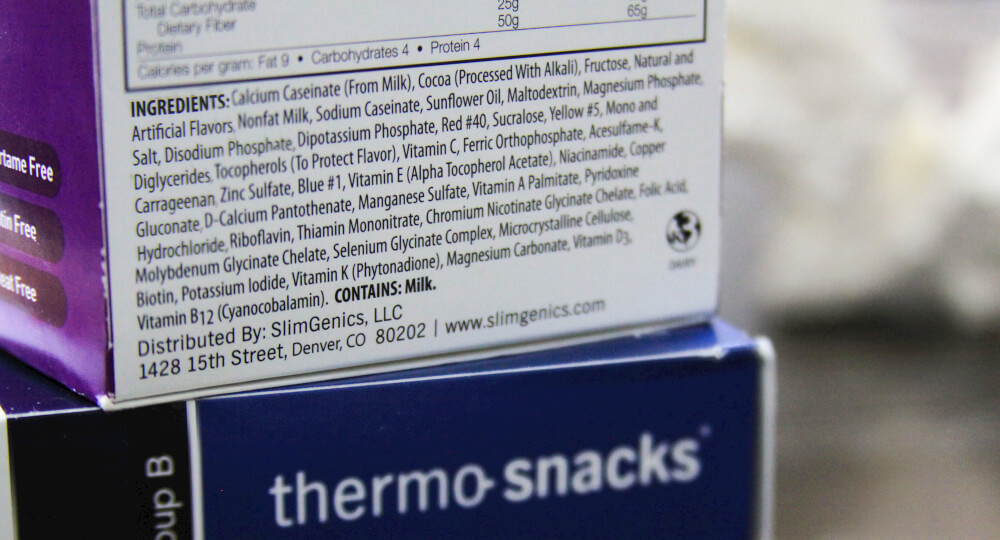 Total Carbohydrate
Dietary Fiber 25g
Protein 50g 65g
Calories per gram: Fat 9 • Carbohydrates 4 • Protein 4
INGREDIENTS: Calcium Caseinate (From Milk), Cocoa (Processed With Alkali), Fructose, Natural and
Artificial Flavors, Nonfat Milk, Sodium Caseinate, Sunflower Oil, Maltodextrin, Magnesium Phosphate,
Salt, Disodium Phosphate, Dipotassium Phosphate, Red #40, Sucralose, Yellow #5, Mono and
Diglycerides, Tocopherols (To Protect Flavor), Vitamin C, Ferric Orthophosphate, Acesulfame-K,
Carrageenan, Zinc Sulfate, Blue #1, Vitamin E (Alpha Tocopherol Acetate), Niacinamide, Copper
Gluconate, D-Calcium Pantothenate, Manganese Sulfate, Vitamin A Palmitate, Pyridoxine
Hydrochloride, Riboflavin, Thiamin Mononitrate, Chromium Nicotinate Glycinate Chelate, Folic Acid,
Molybdenum Glycinate Chelate, Selenium Glycinate Complex, Microcrystalline Cellulose,
Biotin, Potassium Iodide, Vitamin K (Phytonadione), Magnesium Carbonate, Vitamin D3,
Vitamin B12 (Cyanocobalamin). CONTAINS: Milk.
Distributed By: SlimGenics, LLC
1428 15th Street, Denver, CO 80202 | www.slimgenics.com
DAIRY
rtame Free
tin Free
eat Free
oup B
thermo-snacks